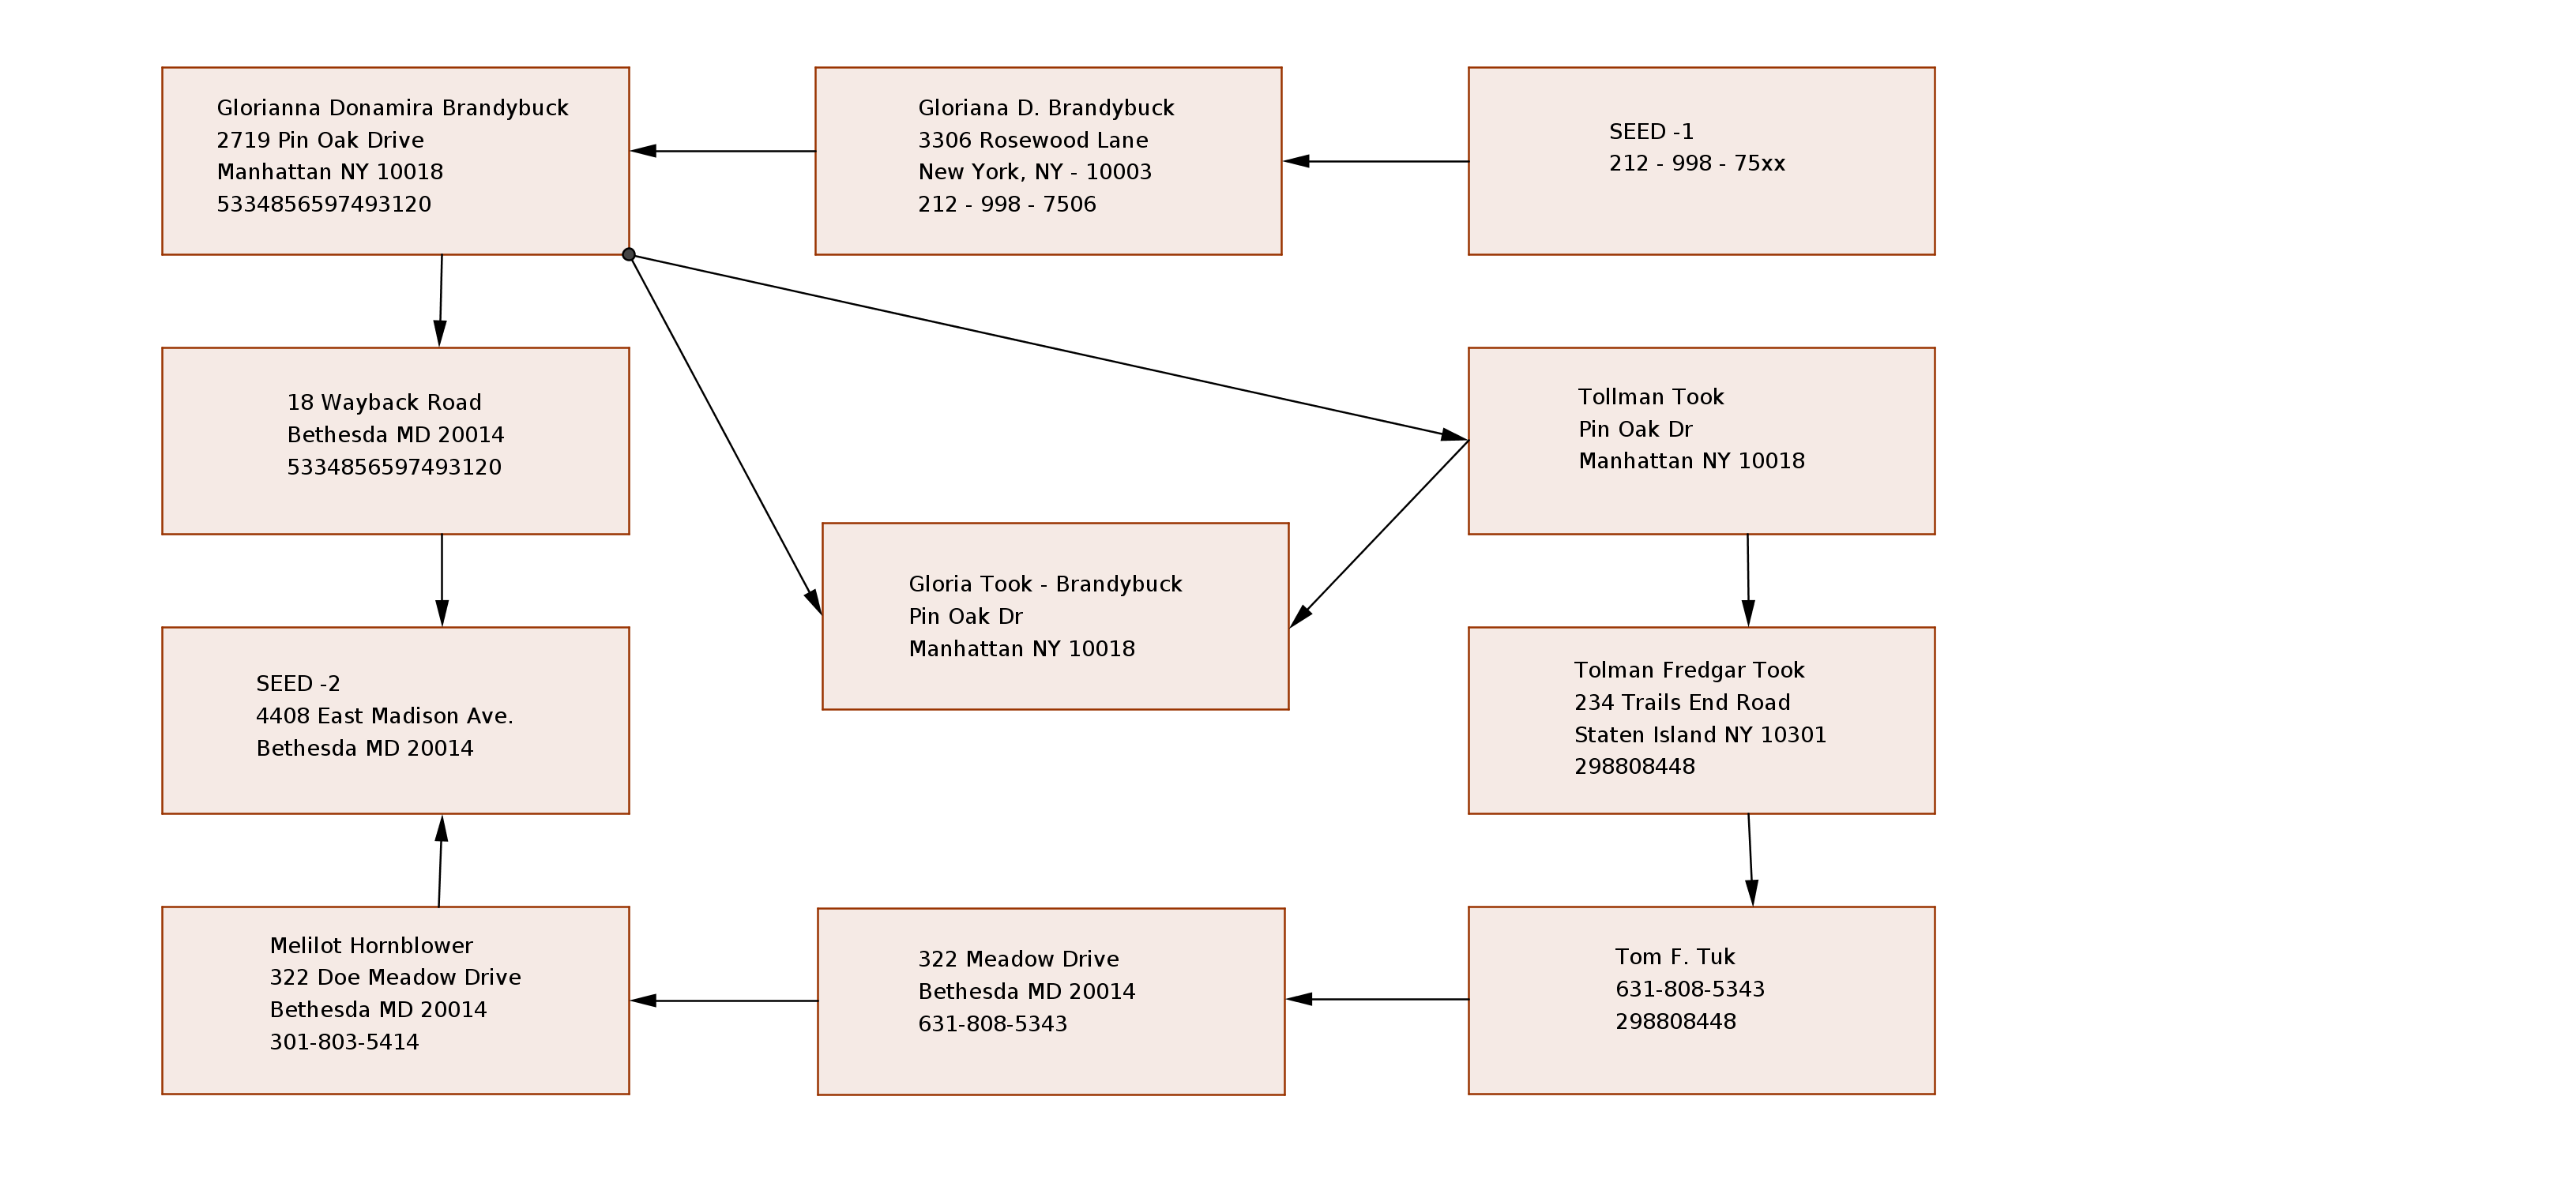 Glorianna Donamira Brandybuck
2719 Pin Oak Drive
Manhattan NY 10018
5334856597493120
Gloriana D. Brandybuck
3306 Rosewood Lane
New York, NY - 10003
212 - 998 - 7506
SEED -1
212 - 998 - 75xx
18 Wayback Road
Bethesda MD 20014
5334856597493120
Tollman Took
Pin Oak Dr
Manhattan NY 10018
Gloria Took - Brandybuck
Pin Oak Dr
Manhattan NY 10018
SEED -2
4408 East Madison Ave.
Bethesda MD 20014
Tolman Fredgar Took
234 Trails End Road
Staten Island NY 10301
298808448
Melilot Hornblower
322 Doe Meadow Drive
Bethesda MD 20014
301-803-5414
322 Meadow Drive
Bethesda MD 20014
631-808-5343
Tom F. Tuk
631-808-5343
298808448